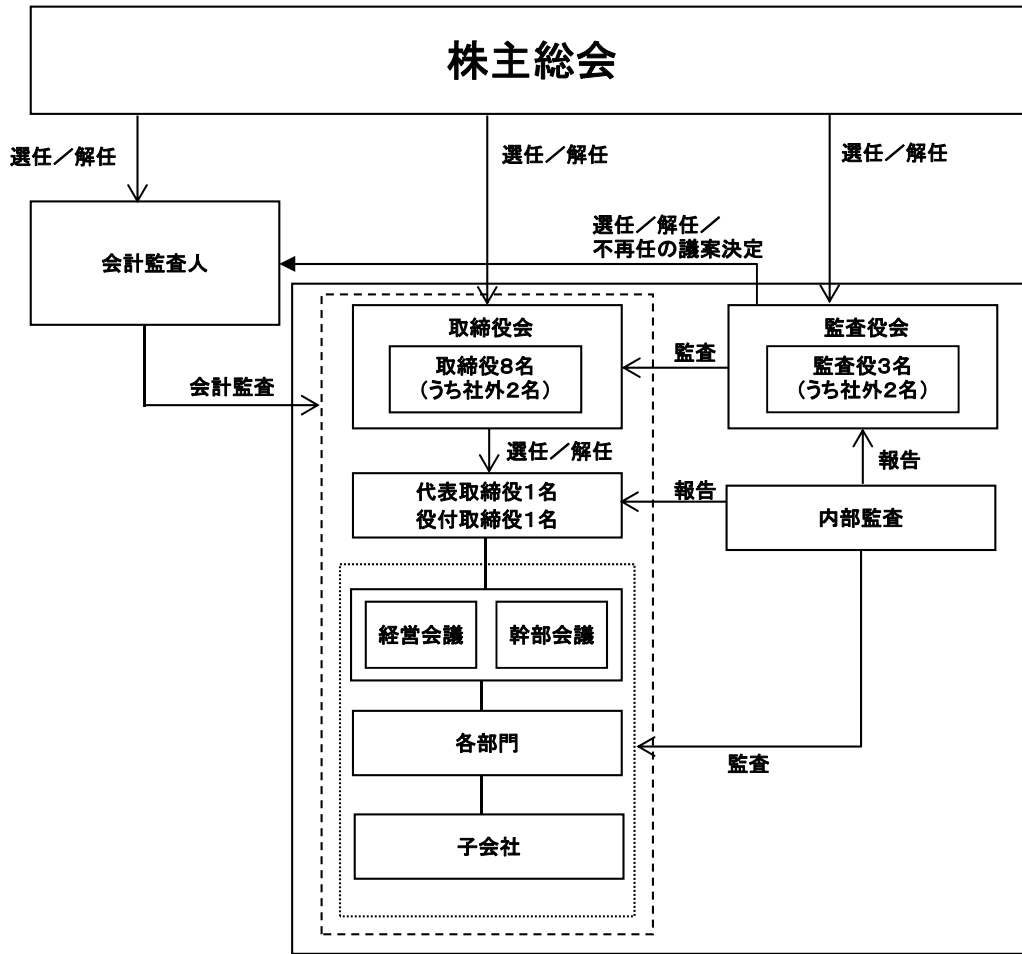 株主総会
選任／解任
選任／解任
選任／解任
選任／解任／
不再任の議案決定
会計監査人
取締役会
取締役8名
(うち社外2名)
監査
監査役会
監査役3名
(うち社外2名)
会計監査
選任／解任
報告
代表取締役1名
役付取締役1名
報告
内部監査
経営会議
幹部会議
各部門
監査
子会社